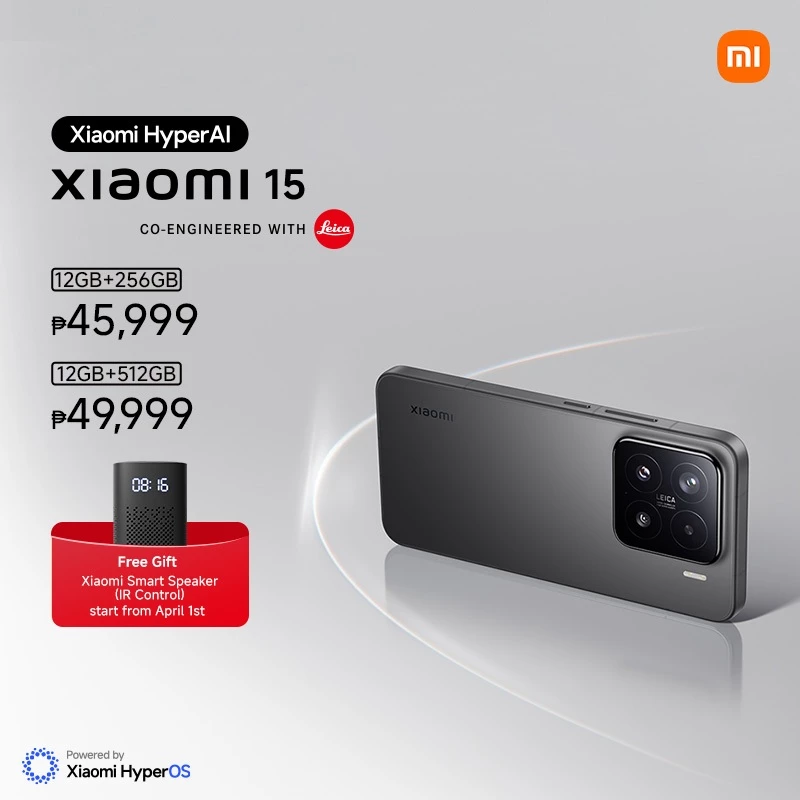 mi
Xiaomi HyperAI
xiaomi 15
CO-ENGINEERED WITH Leica
12GB+256GB
₱45,999
12GB+512GB
₱49,999
xiaomi
LEICA
08:16
Free Gift
Xiaomi Smart Speaker
(IR Control)
start from April 1st
Powered by
Xiaomi HyperOS